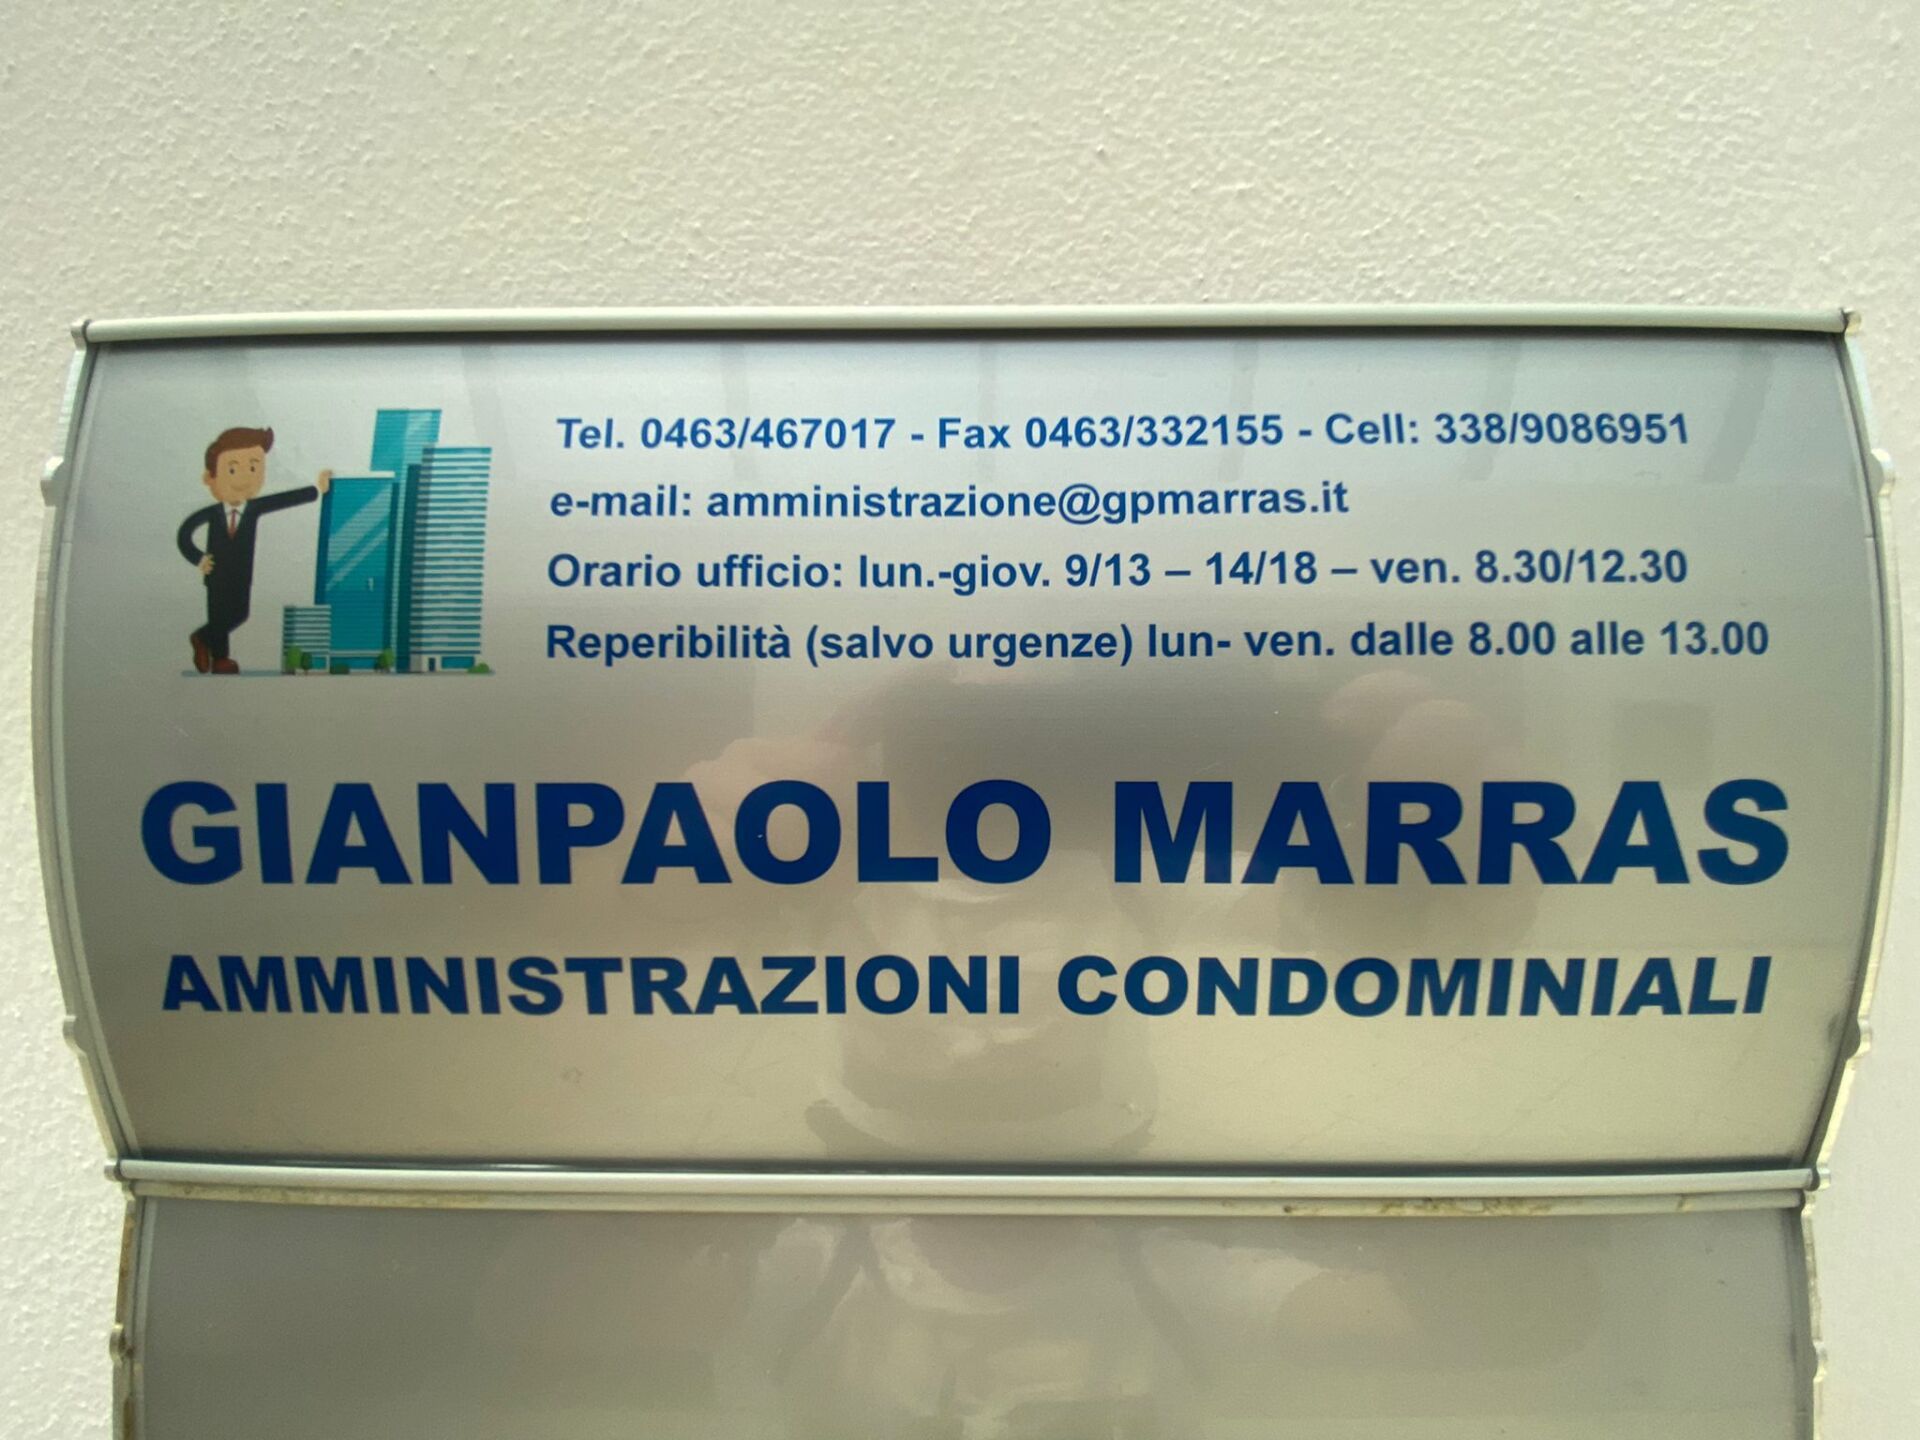 Tel. 0463/467017 - Fax 0463/332155 - Cell: 338/9086951
e-mail: amministrazione@gpmarras.it
Orario ufficio: lun.-giov. 9/13 – 14/18 – ven. 8.30/12.30
Reperibilità (salvo urgenze) lun- ven. dalle 8.00 alle 13.00
GIANPAOLO MARRAS
AMMINISTRAZIONI CONDOMINIALI